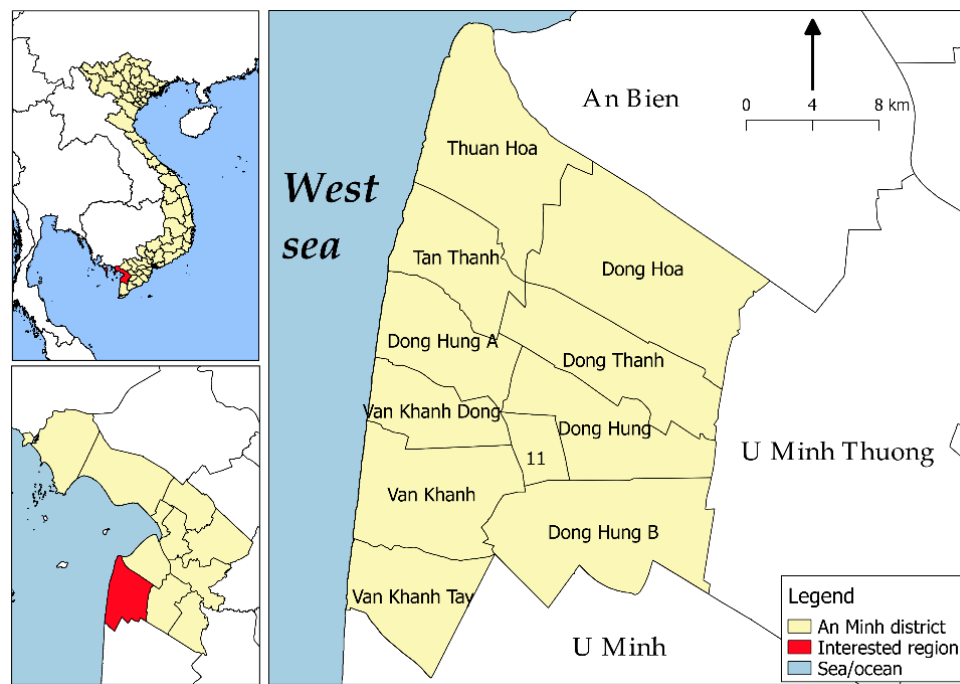 An Bien
0 4 8 km
Thuan Hoa
West
sea
Tan Thanh
Dong Hoa
Dong Hung A
Dong Thanh
Van Khanh Dong
Dong Hung
U Minh Thuong
11
Van Khanh
Dong Hung B
Van Khanh Tay
U Minh
Legend
An Minh district
Interested region
Sea/ocean